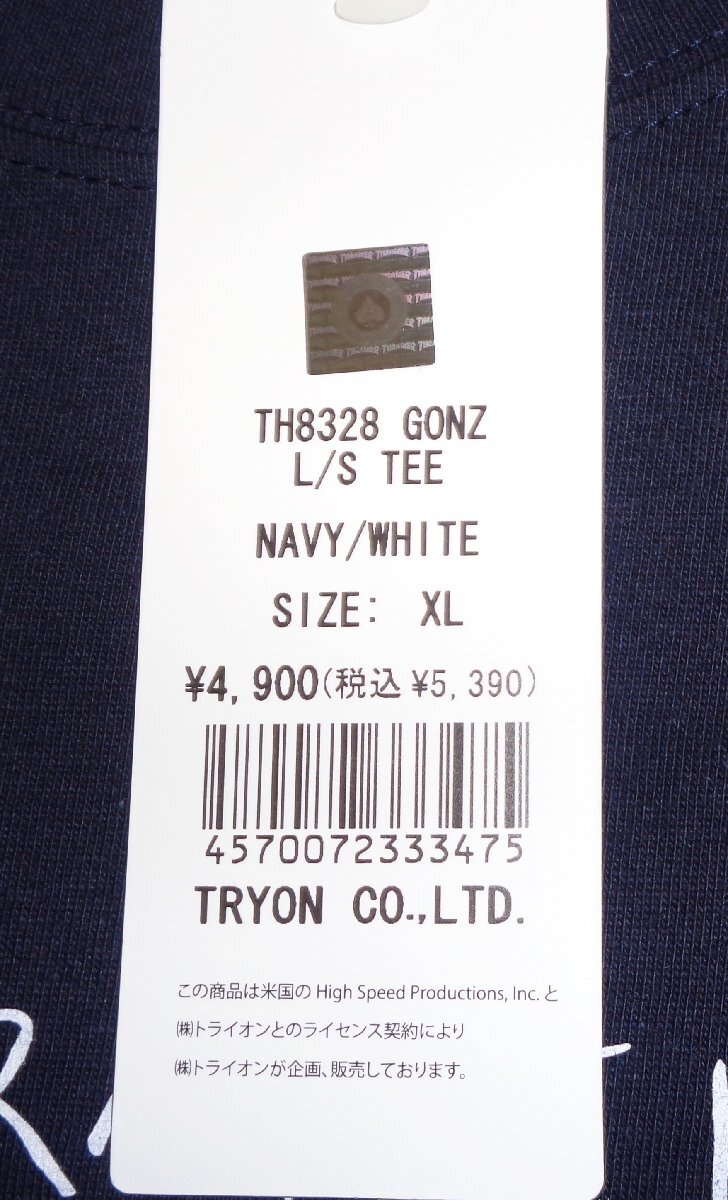 THRASHER THRASHER THRASHER
TH8328 GONZ
L/S TEE
NAVY/WHITE
SIZE: XL
¥4,900(税込 ¥5,390)
4570072333475
TRYON CO.,LTD.
この商品は米国の High Speed Productions, Inc. と
㈱トライオンとのライセンス契約により
㈱トライオンが企画、販売しております。